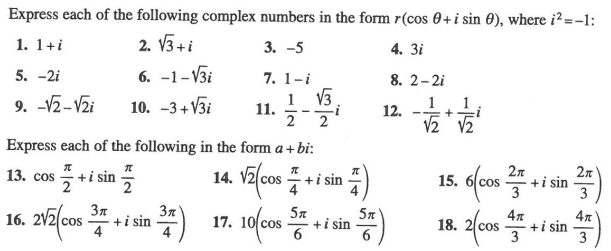 Express each of the following complex numbers in the form r(cos θ+i sin θ), where i²=–1:
1. 1+i 2. √3+i 3. –5 4. 3i
5. –2i 6. –1–√3i 7. 1–i 8. 2–2i
9. –√2–√2i 10. –3+√3i 11. 1/2 – √3/2 i 12. –1/√2 + 1/√2 i
Express each of the following in the form a+bi:
13. cos π/2 +i sin π/2 14. √2(cos π/4 +i sin π/4) 15. 6(cos 2π/3 +i sin 2π/3)
16. 2√2(cos 3π/4 +i sin 3π/4) 17. 10(cos 5π/6 +i sin 5π/6) 18. 2(cos 4π/3 +i sin 4π/3)